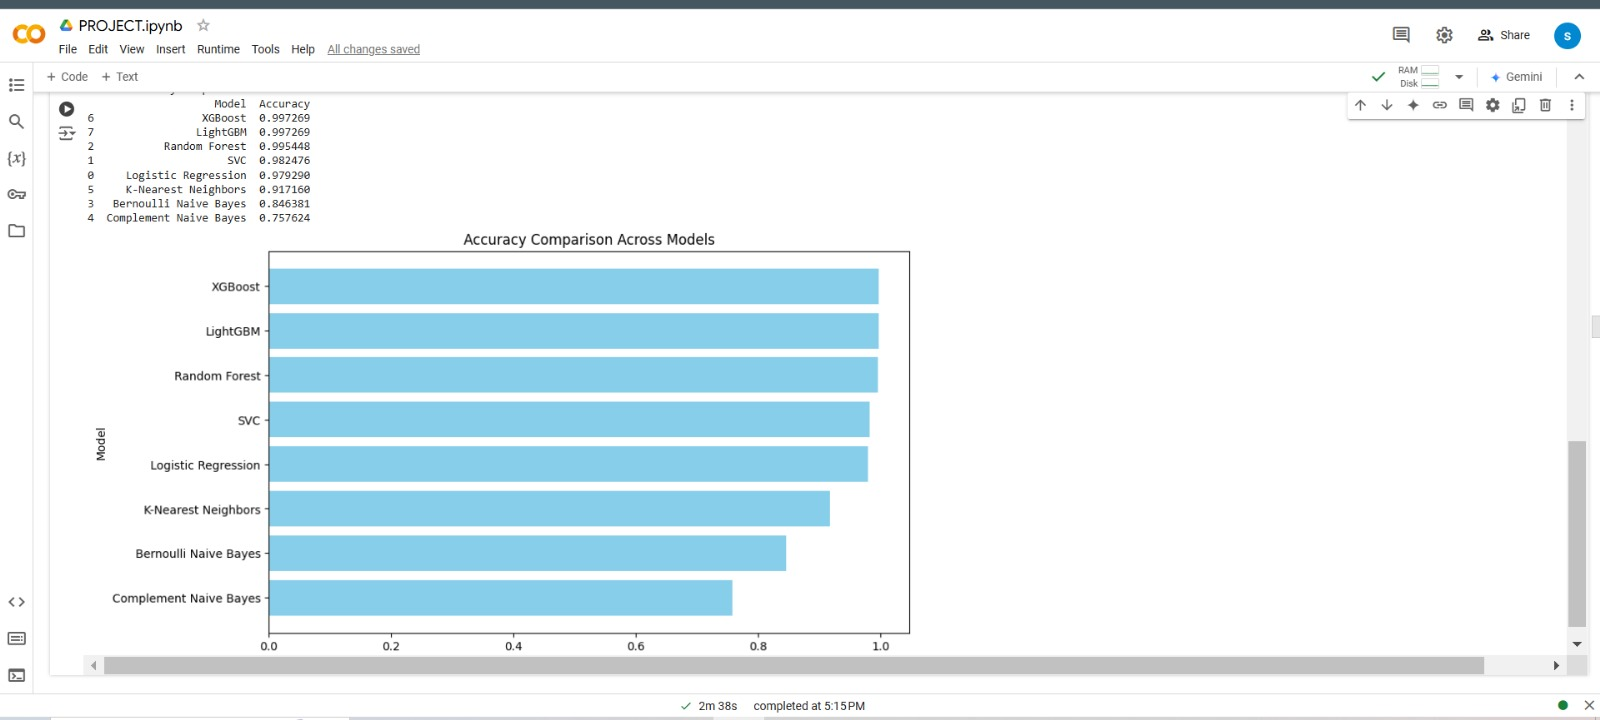 PROJECT.ipynb
File Edit View Insert Runtime Tools Help All changes saved
Share
S
+ Code + Text
RAM
Disk
Gemini
Model Accuracy
6 XGBoost 0.997269
7 LightGBM 0.997269
2 Random Forest 0.995448
1 SVC 0.982476
0 Logistic Regression 0.979290
5 K-Nearest Neighbors 0.917160
3 Bernoulli Naive Bayes 0.846381
4 Complement Naive Bayes 0.757624
Accuracy Comparison Across Models
XGBoost
LightGBM
Random Forest
SVC
Logistic Regression
K-Nearest Neighbors
Bernoulli Naive Bayes
Complement Naive Bayes
Model
0.0 0.2 0.4 0.6 0.8 1.0
2m 38s completed at 5:15 PM